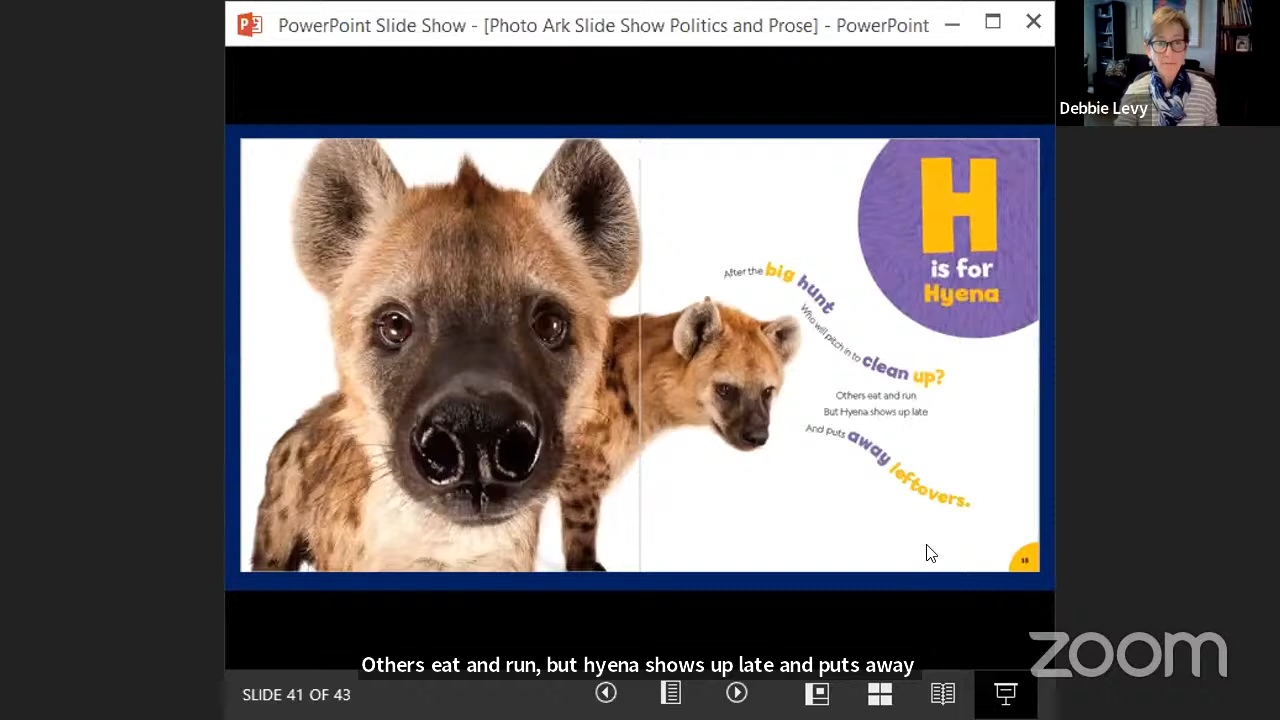 PowerPoint Slide Show - [Photo Ark Slide Show Politics and Prose] - PowerPoint
Debbie Levy
H
is for
Hyena
After the big hunt
Who will pitch in to clean up?
Others eat and run
But Hyena shows up late
And puts away leftovers.
zoom
Others eat and run, but hyena shows up late and puts away
SLIDE 41 OF 43